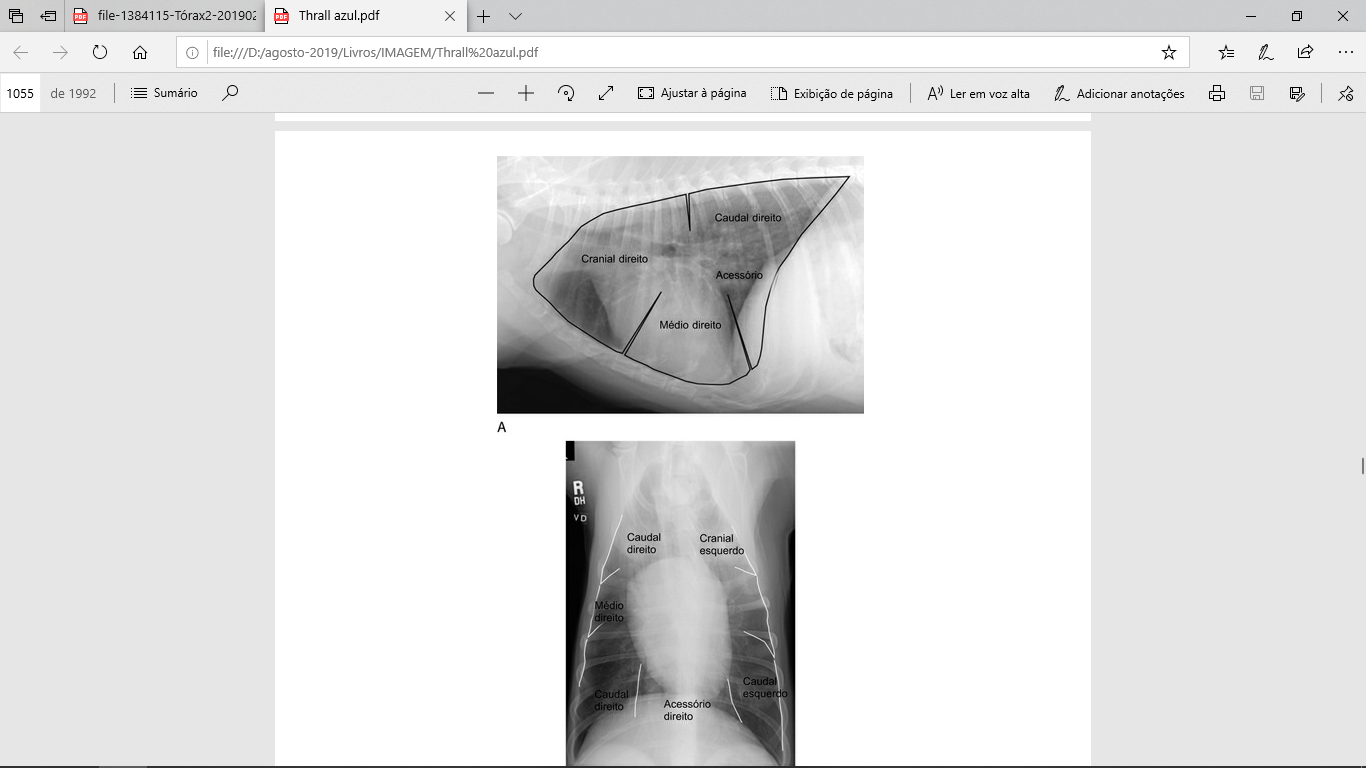 file-1384115-Tórax2-201902
Thrall azul.pdf
file:///D:/agosto-2019/Livros/IMAGEM/Thrall%20azul.pdf
1055 de 1992
Sumário
Ajustar à página
Exibição de página
Ler em voz alta
Adicionar anotações
Caudal direito
Cranial direito
Acessório
Médio direito
A
R
DH
VD
Caudal
direito
Cranial
esquerdo
Médio
direito
Caudal
direito
Acessório
direito
Caudal
esquerdo